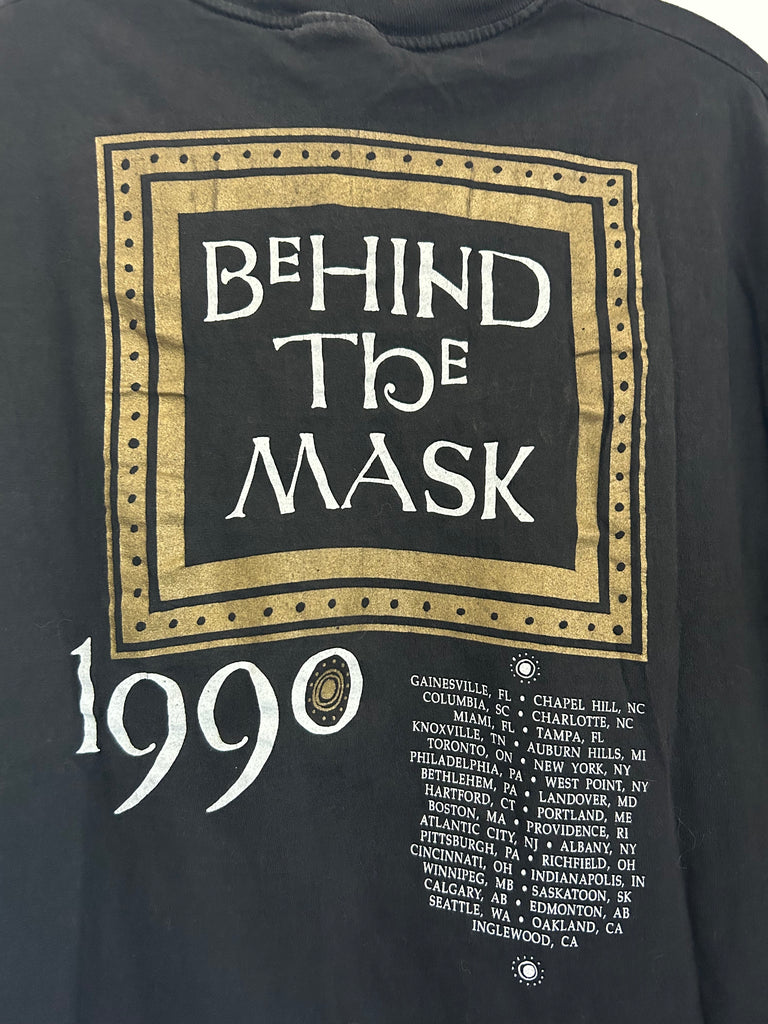 BEHIND
THE
MASK
1990
GAINESVILLE, FL • CHAPEL HILL, NC
COLUMBIA, SC • CHARLOTTE, NC
MIAMI, FL • TAMPA, FL
KNOXVILLE, TN • AUBURN HILLS, MI
TORONTO, ON • NEW YORK, NY
PHILADELPHIA, PA • WEST POINT, NY
BETHLEHEM, PA • LANDOVER, MD
HARTFORD, CT • PORTLAND, ME
BOSTON, MA • PROVIDENCE, RI
ATLANTIC CITY, NJ • ALBANY, NY
PITTSBURGH, PA • RICHFIELD, OH
CINCINNATI, OH • INDIANAPOLIS, IN
WINNIPEG, MB • SASKATOON, SK
CALGARY, AB • EDMONTON, AB
SEATTLE, WA • OAKLAND, CA
INGLEWOOD, CA